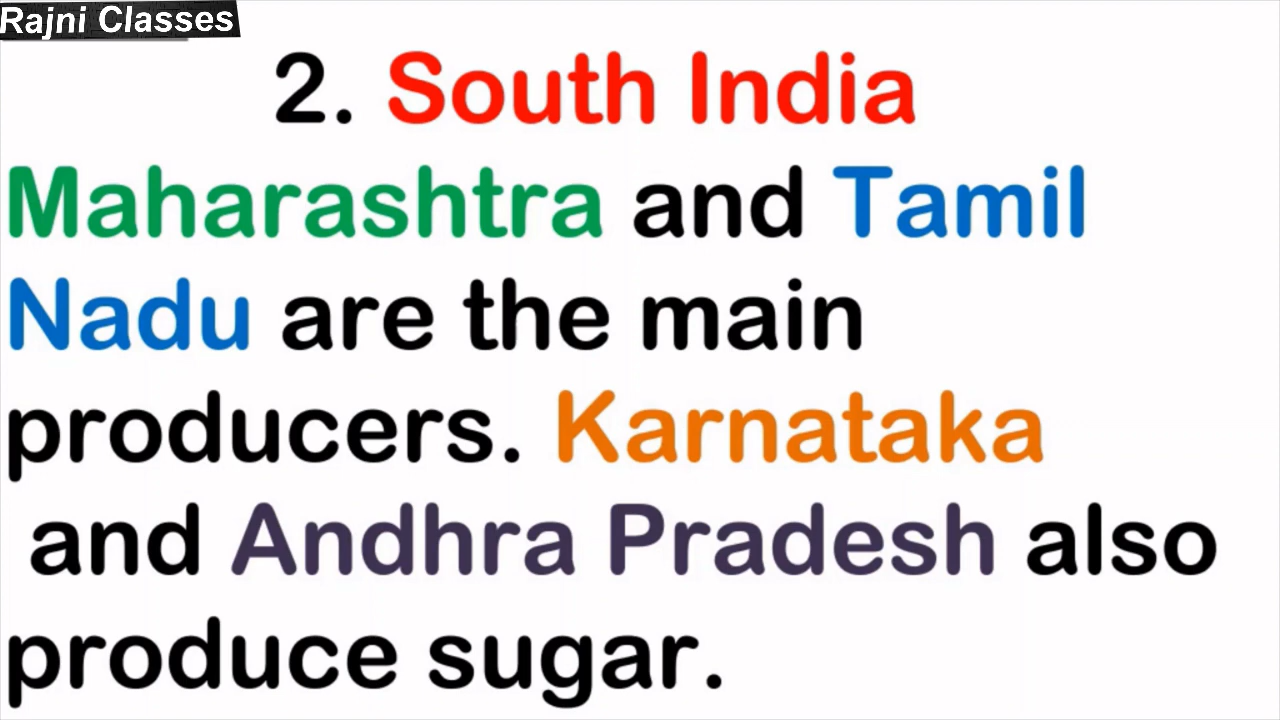 Rajni Classes
2. South India
Maharashtra and Tamil
Nadu are the main
producers. Karnataka
and Andhra Pradesh also
produce sugar.